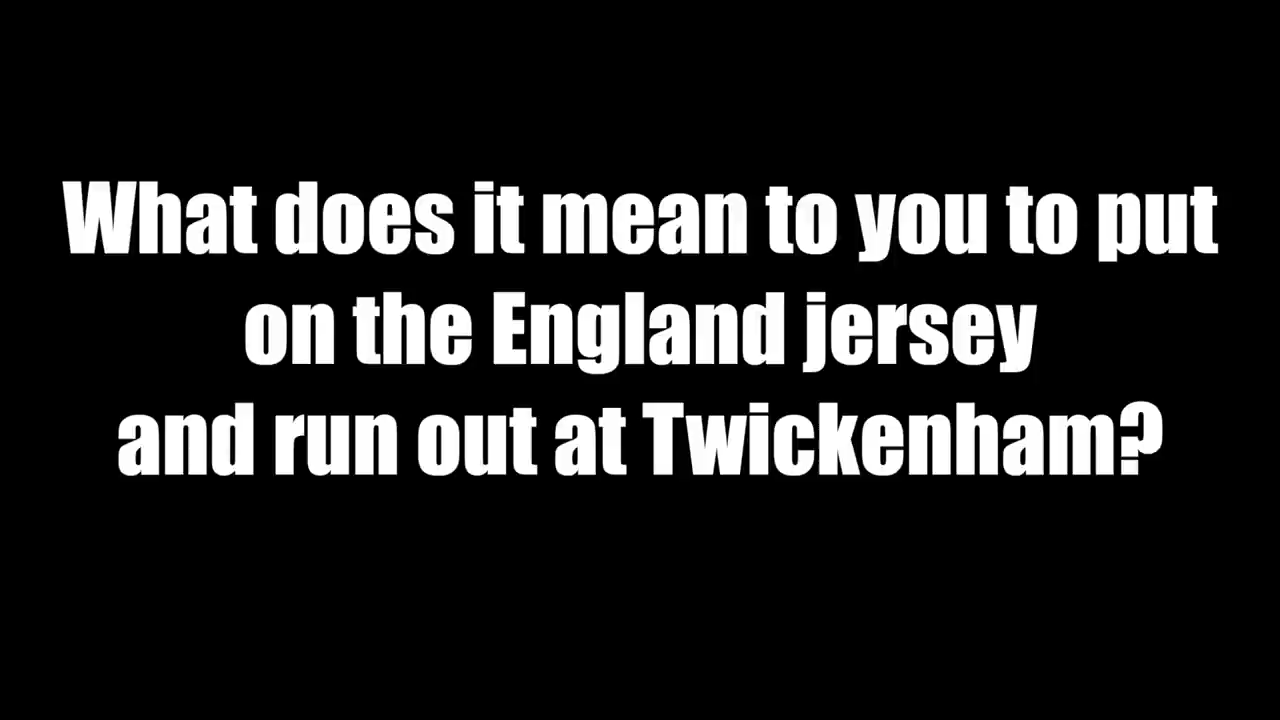 What does it mean to you to put
on the England jersey
and run out at Twickenham?